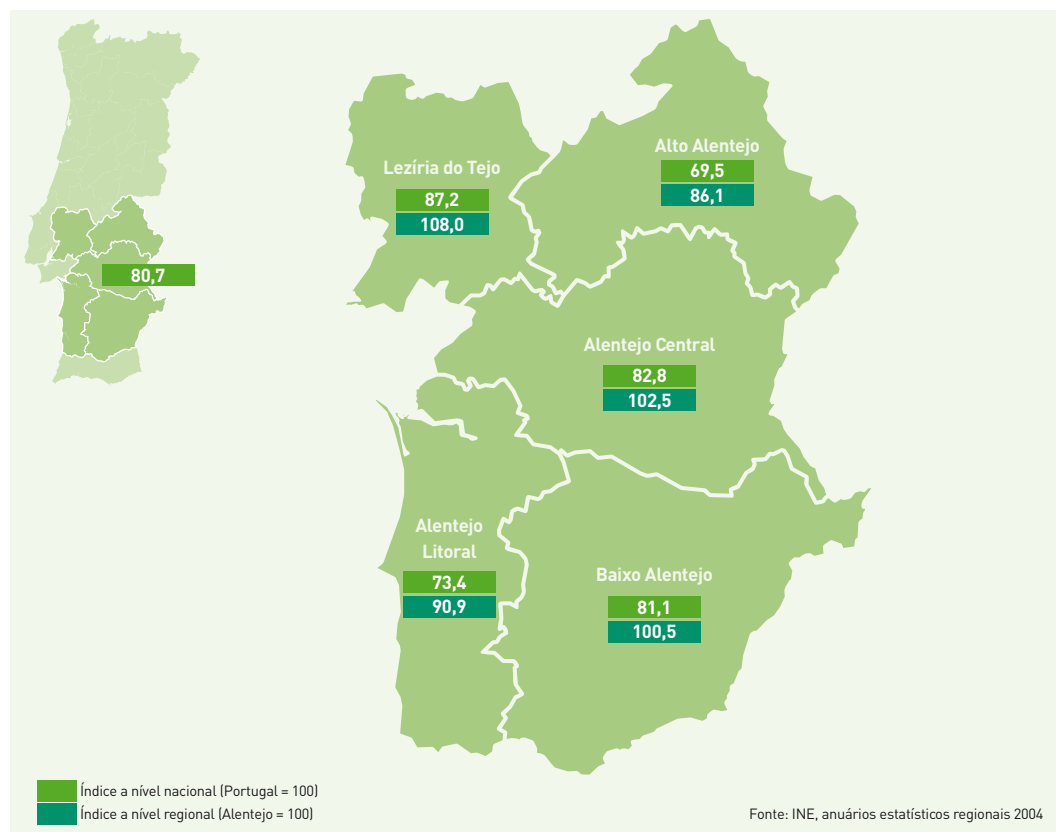 Alto Alentejo
69,5
86,1
Lezíria do Tejo
87,2
108,0
80,7
Alentejo Central
82,8
102,5
Alentejo
Litoral
73,4
90,9
Baixo Alentejo
81,1
100,5
Índice a nível nacional (Portugal = 100)
Índice a nível regional (Alentejo = 100)
Fonte: INE, anuários estatísticos regionais 2004